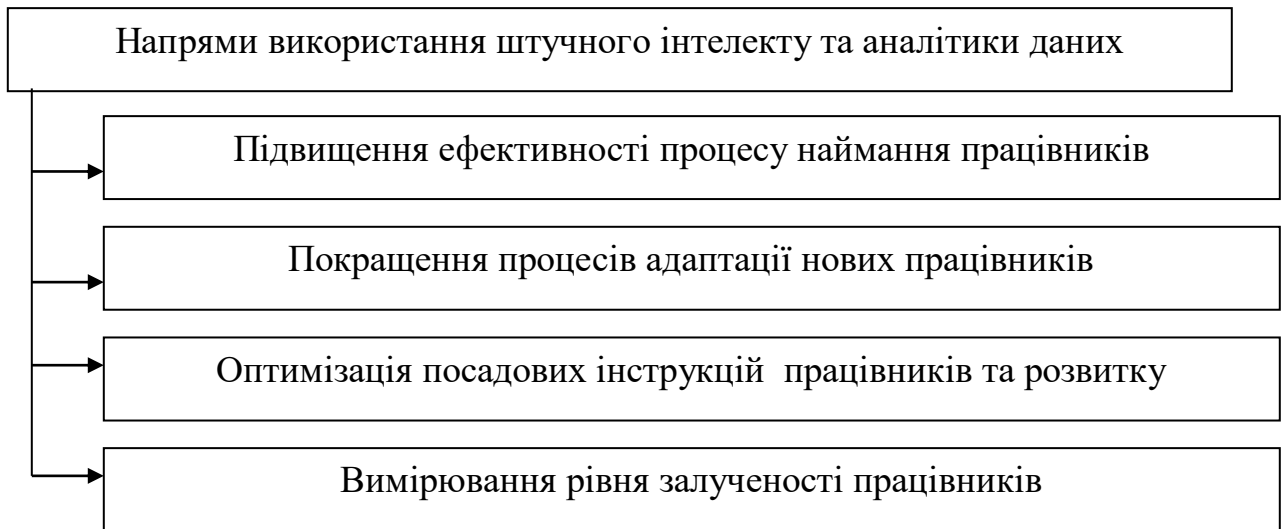 Напрями використання штучного інтелекту та аналітики даних
Підвищення ефективності процесу наймання працівників
Покращення процесів адаптації нових працівників
Оптимізація посадових інструкцій  працівників та розвитку
Вимірювання рівня залученості працівників